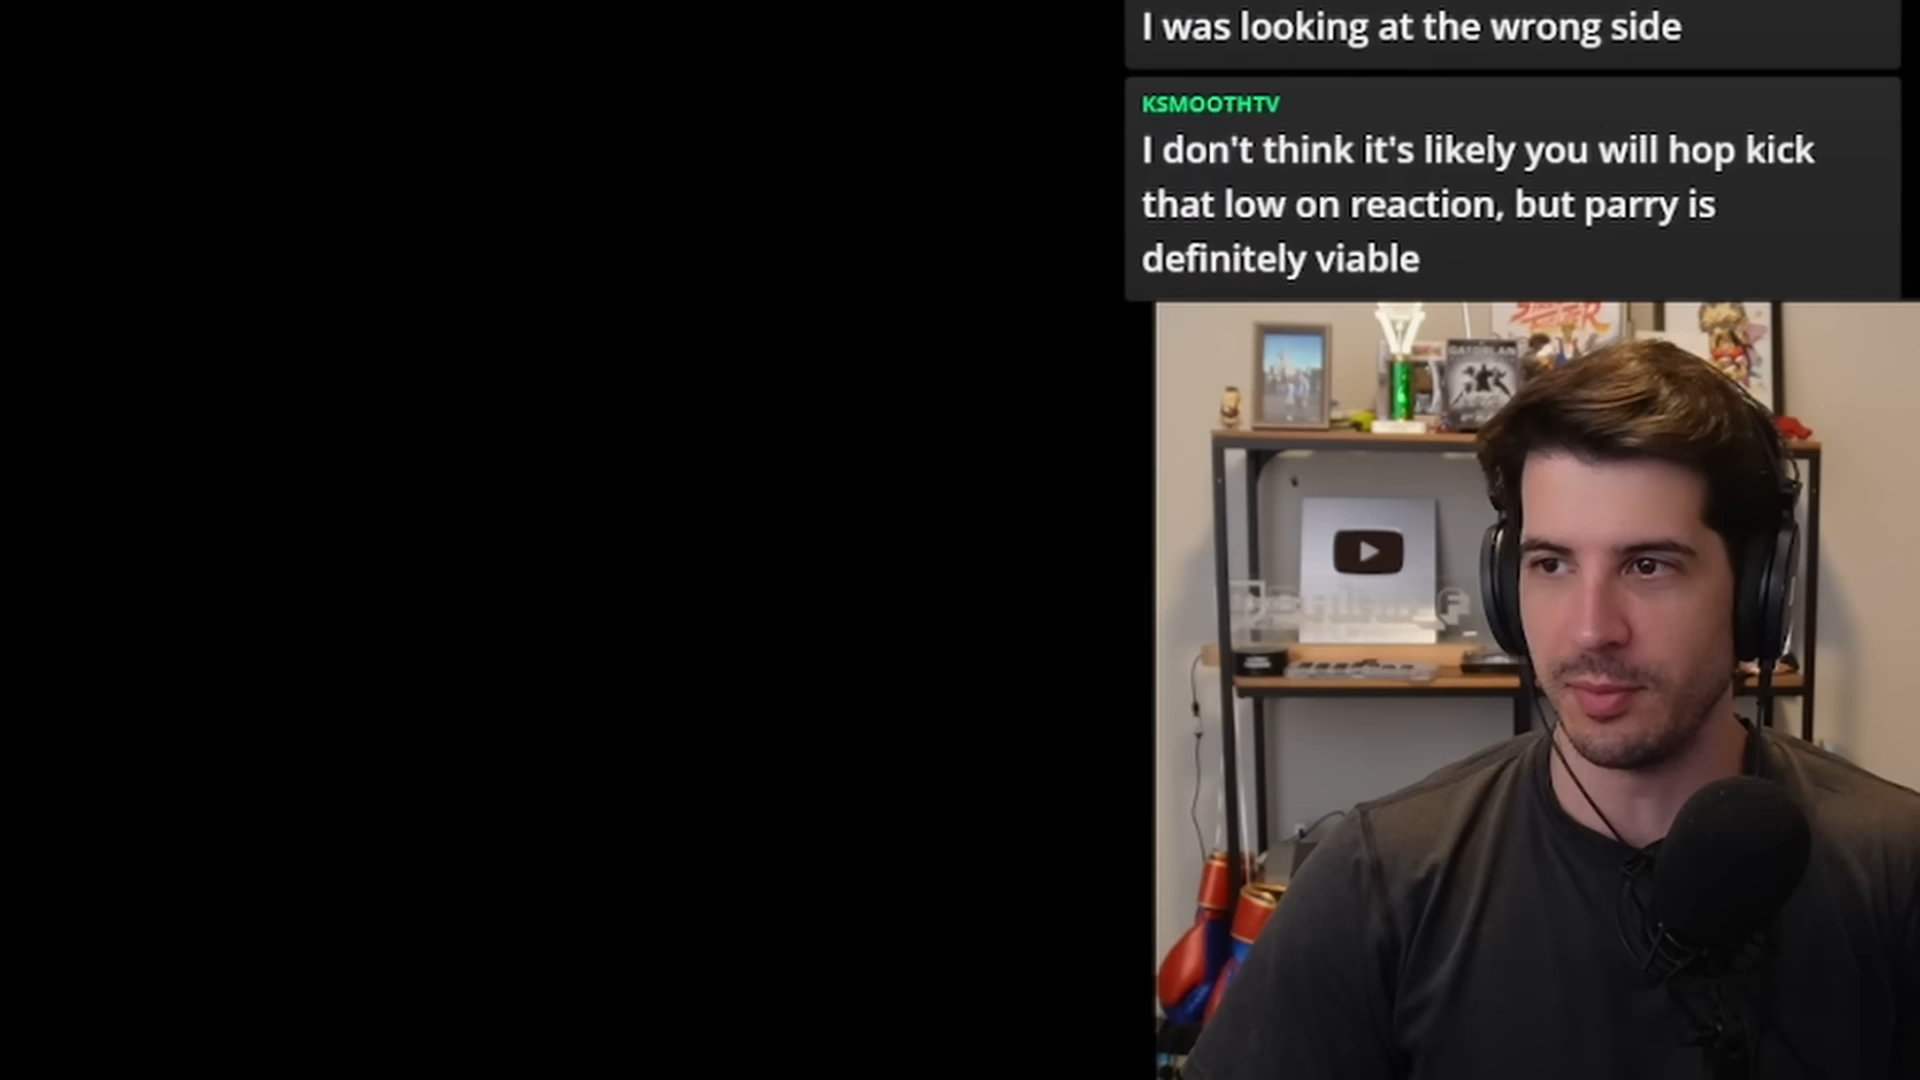 I was looking at the wrong side
KSMOOTHTV
I don't think it's likely you will hop kick
that low on reaction, but parry is
definitely viable